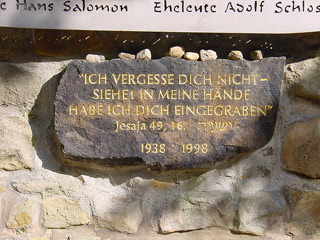 Hans Salomon Eheleute Adolf Schlos
"ICH VERGESSE DICH NICHT-
SIEHE! IN MEINE HÄNDE
HABE ICH DICH EINGEGRABEN"
Jesaja 49, 16. ישעיה
1938 - 1998